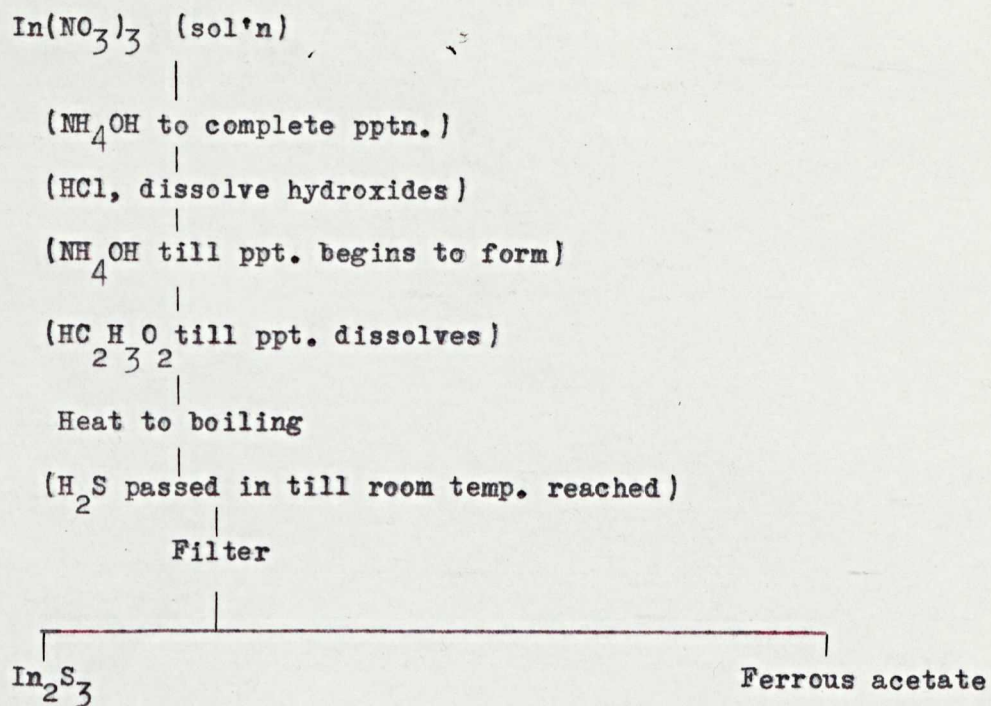 In(NO3)3 (sol'n)
(NH4OH to complete pptn.)
(HCl, dissolve hydroxides)
(NH4OH till ppt. begins to form)
(HC2H3O2 till ppt. dissolves)
Heat to boiling
(H2S passed in till room temp. reached)
Filter
In2S3 Ferrous acetate